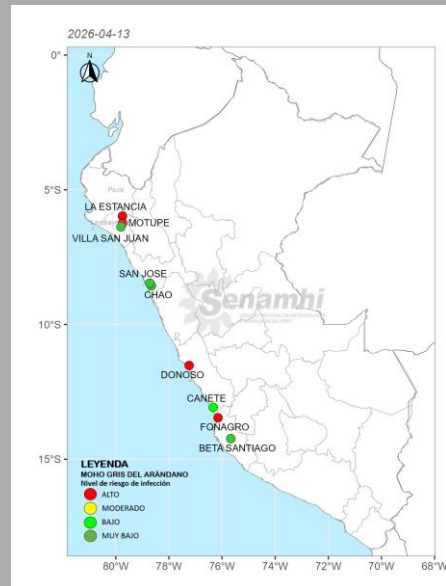 2026-04-13
N
0°
5°S
10°S
15°S
Piura
LA ESTANCIA
MOTUPE
VILLA SAN JUAN
SAN JOSE
CHAO
Senamhi
DONOSO
CANETE
FONAGRO
BETA SANTIAGO
LEYENDA
MOHO GRIS DEL ARÁNDANO
Nivel de riesgo de infección
ALTO
MODERADO
BAJO
MUY BAJO
80°W 78°W 76°W 74°W 72°W 70°W 68°W